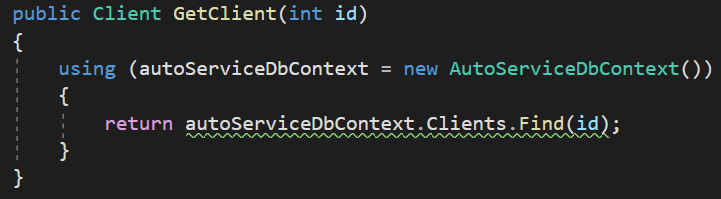 public Client GetClient(int id)
{
using (autoServiceDbContext = new AutoServiceDbContext())
{
return autoServiceDbContext.Clients.Find(id);
}
}